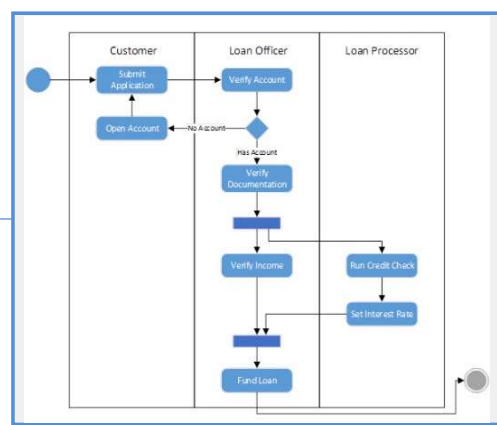 Customer
Loan Officer
Loan Processor
Submit
Application
Verify Account
Open Account
No Account
Has Account
Verify
Documentation
Verify Income
Run Credit Check
Set Interest Rate
Fund Loan